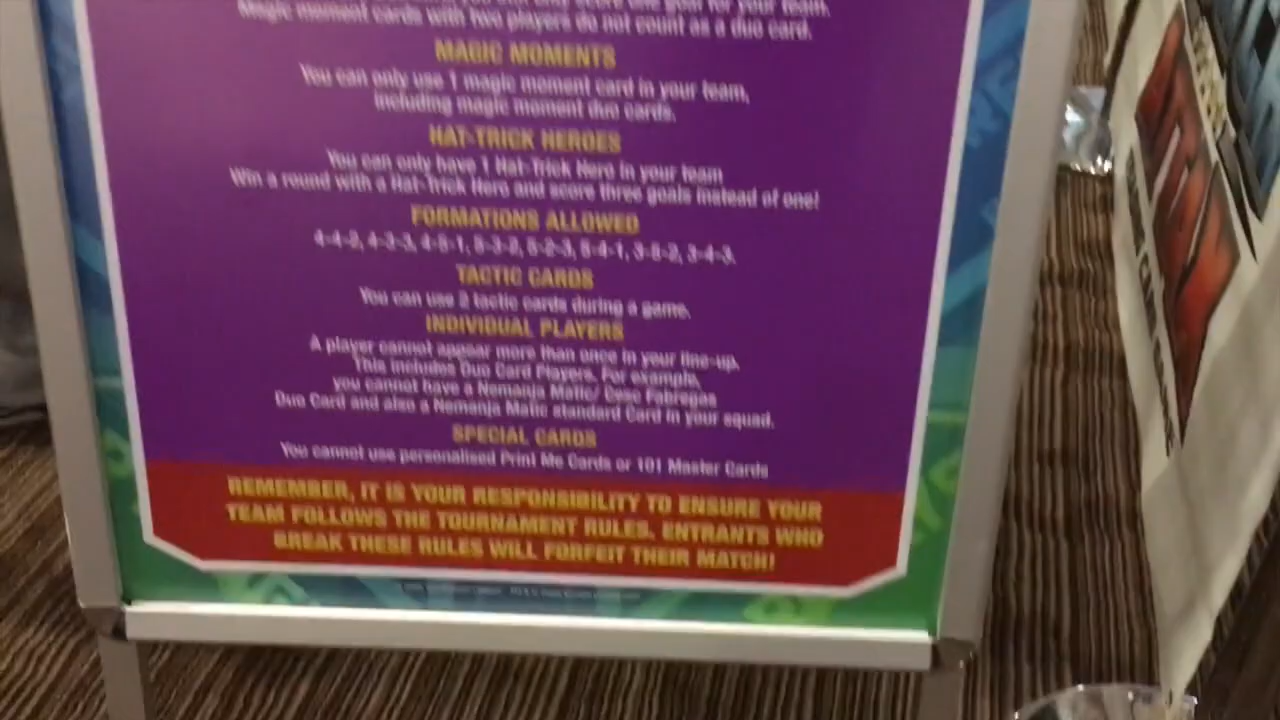 only score one goal for your team.
Magic moment cards with two players do not count as a duo card.
MAGIC MOMENTS
You can only use 1 magic moment card in your team,
including magic moment duo cards.
HAT-TRICK HEROES
You can only have 1 Hat-Trick Hero in your team
Win a round with a Hat-Trick Hero and score three goals instead of one!
FORMATIONS ALLOWED
4-4-2, 4-3-3, 4-5-1, 5-3-2, 5-2-3, 5-4-1, 3-5-2, 3-4-3.
TACTIC CARDS
You can use 2 tactic cards during a game.
INDIVIDUAL PLAYERS
A player cannot appear more than once in your line-up.
This includes Duo Card Players. For example,
you cannot have a Nemanja Matic/ Cesc Fabregas
Duo Card and also a Nemanja Matic standard Card in your squad.
SPECIAL CARDS
You cannot use personalised Print Me Cards or 101 Master Cards
REMEMBER, IT IS YOUR RESPONSIBILITY TO ENSURE YOUR
TEAM FOLLOWS THE TOURNAMENT RULES. ENTRANTS WHO
BREAK THESE RULES WILL FORFEIT THEIR MATCH!